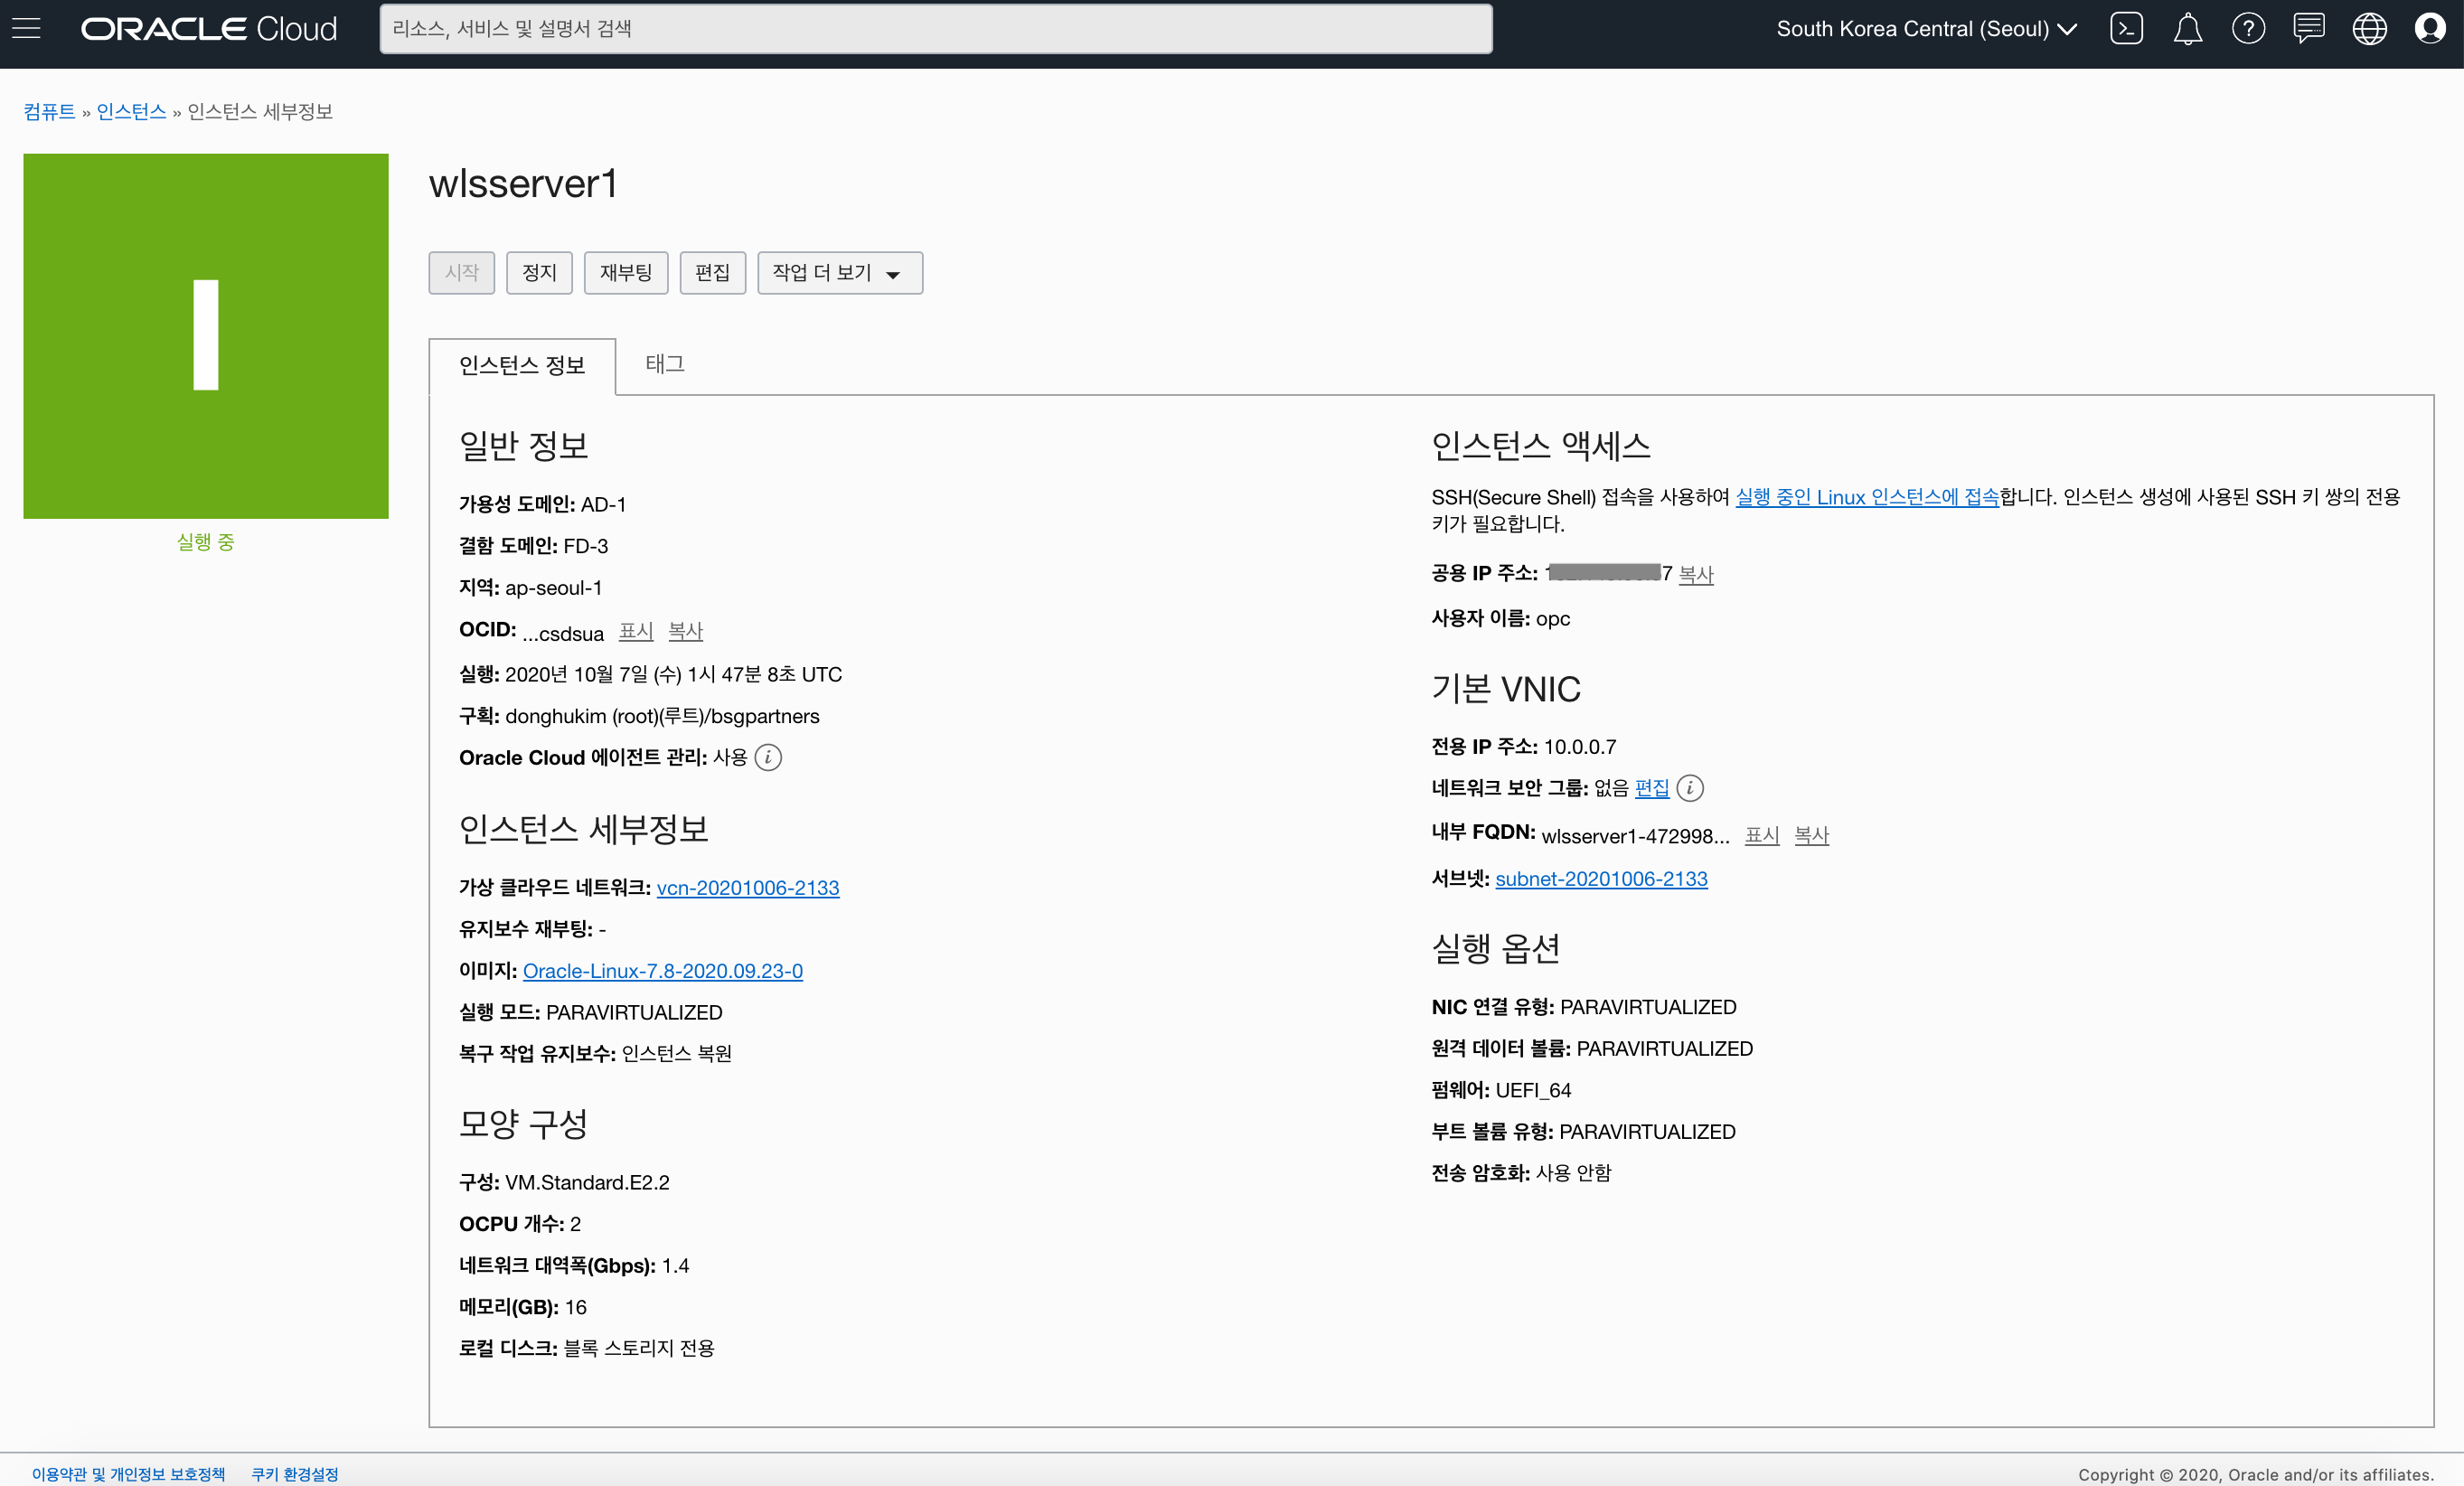 ORACLE Cloud
리소스, 서비스 및 설명서 검색
South Korea Central (Seoul)
컴퓨트 » 인스턴스 » 인스턴스 세부정보
I
실행 중
wlsserver1
시작 정지 재부팅 편집 작업 더 보기
인스턴스 정보 태그
일반 정보
가용성 도메인: AD-1
결함 도메인: FD-3
지역: ap-seoul-1
OCID: ...csdsua 표시 복사
실행: 2020년 10월 7일 (수) 1시 47분 8초 UTC
구획: donghukim (root)(루트)/bsgpartners
Oracle Cloud 에이전트 관리: 사용 i
인스턴스 세부정보
가상 클라우드 네트워크: vcn-20201006-2133
유지보수 재부팅: -
이미지: Oracle-Linux-7.8-2020.09.23-0
실행 모드: PARAVIRTUALIZED
복구 작업 유지보수: 인스턴스 복원
모양 구성
구성: VM.Standard.E2.2
OCPU 개수: 2
네트워크 대역폭(Gbps): 1.4
메모리(GB): 16
로컬 디스크: 블록 스토리지 전용
인스턴스 액세스
SSH(Secure Shell) 접속을 사용하여 실행 중인 Linux 인스턴스에 접속합니다. 인스턴스 생성에 사용된 SSH 키 쌍의 전용
키가 필요합니다.
공용 IP 주소: 복사
사용자 이름: opc
기본 VNIC
전용 IP 주소: 10.0.0.7
네트워크 보안 그룹: 없음 편집 i
내부 FQDN: wlsserver1-472998... 표시 복사
서브넷: subnet-20201006-2133
실행 옵션
NIC 연결 유형: PARAVIRTUALIZED
원격 데이터 볼륨: PARAVIRTUALIZED
펌웨어: UEFI_64
부트 볼륨 유형: PARAVIRTUALIZED
전송 암호화: 사용 안함
이용약관 및 개인정보 보호정책 쿠키 환경설정
Copyright © 2020, Oracle and/or its affiliates.